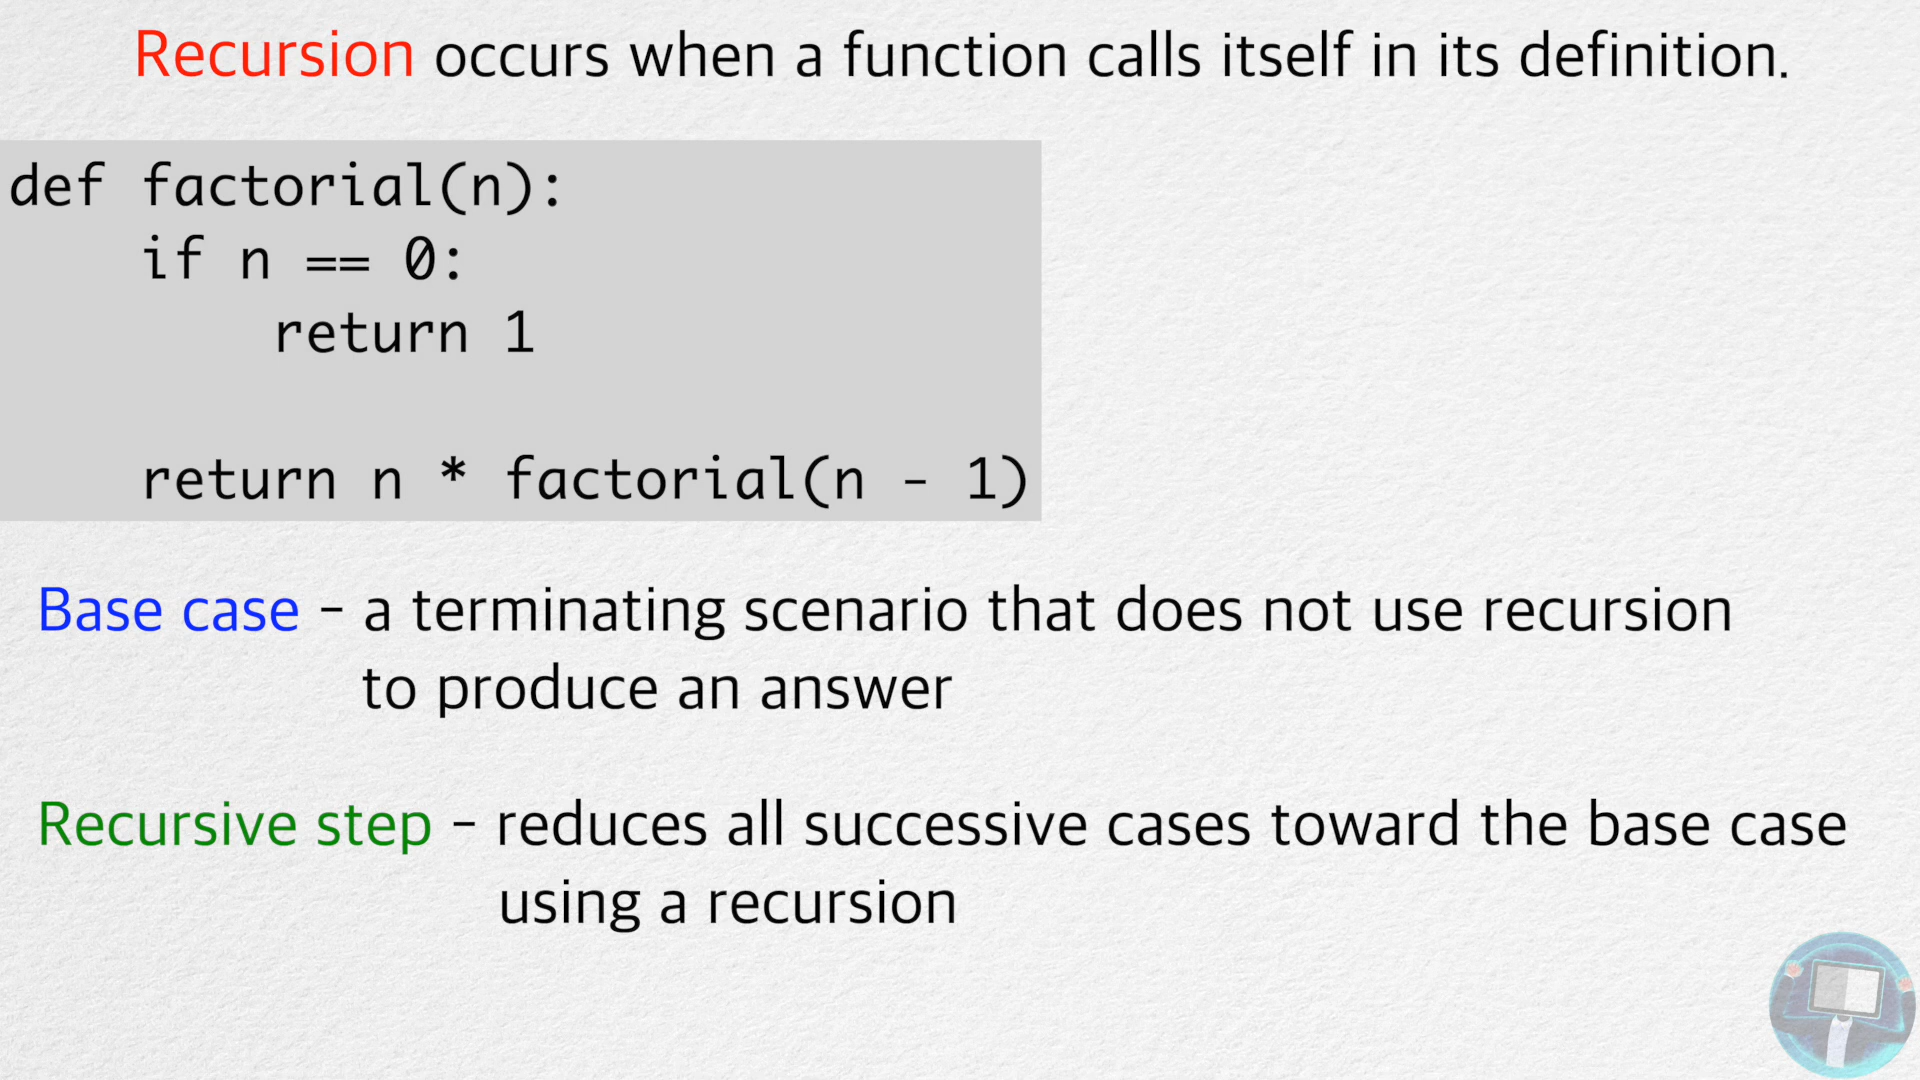 Recursion occurs when a function calls itself in its definition.
def factorial(n):
    if n == 0:
        return 1
    return n * factorial(n - 1)
Base case - a terminating scenario that does not use recursion
to produce an answer
Recursive step - reduces all successive cases toward the base case
using a recursion